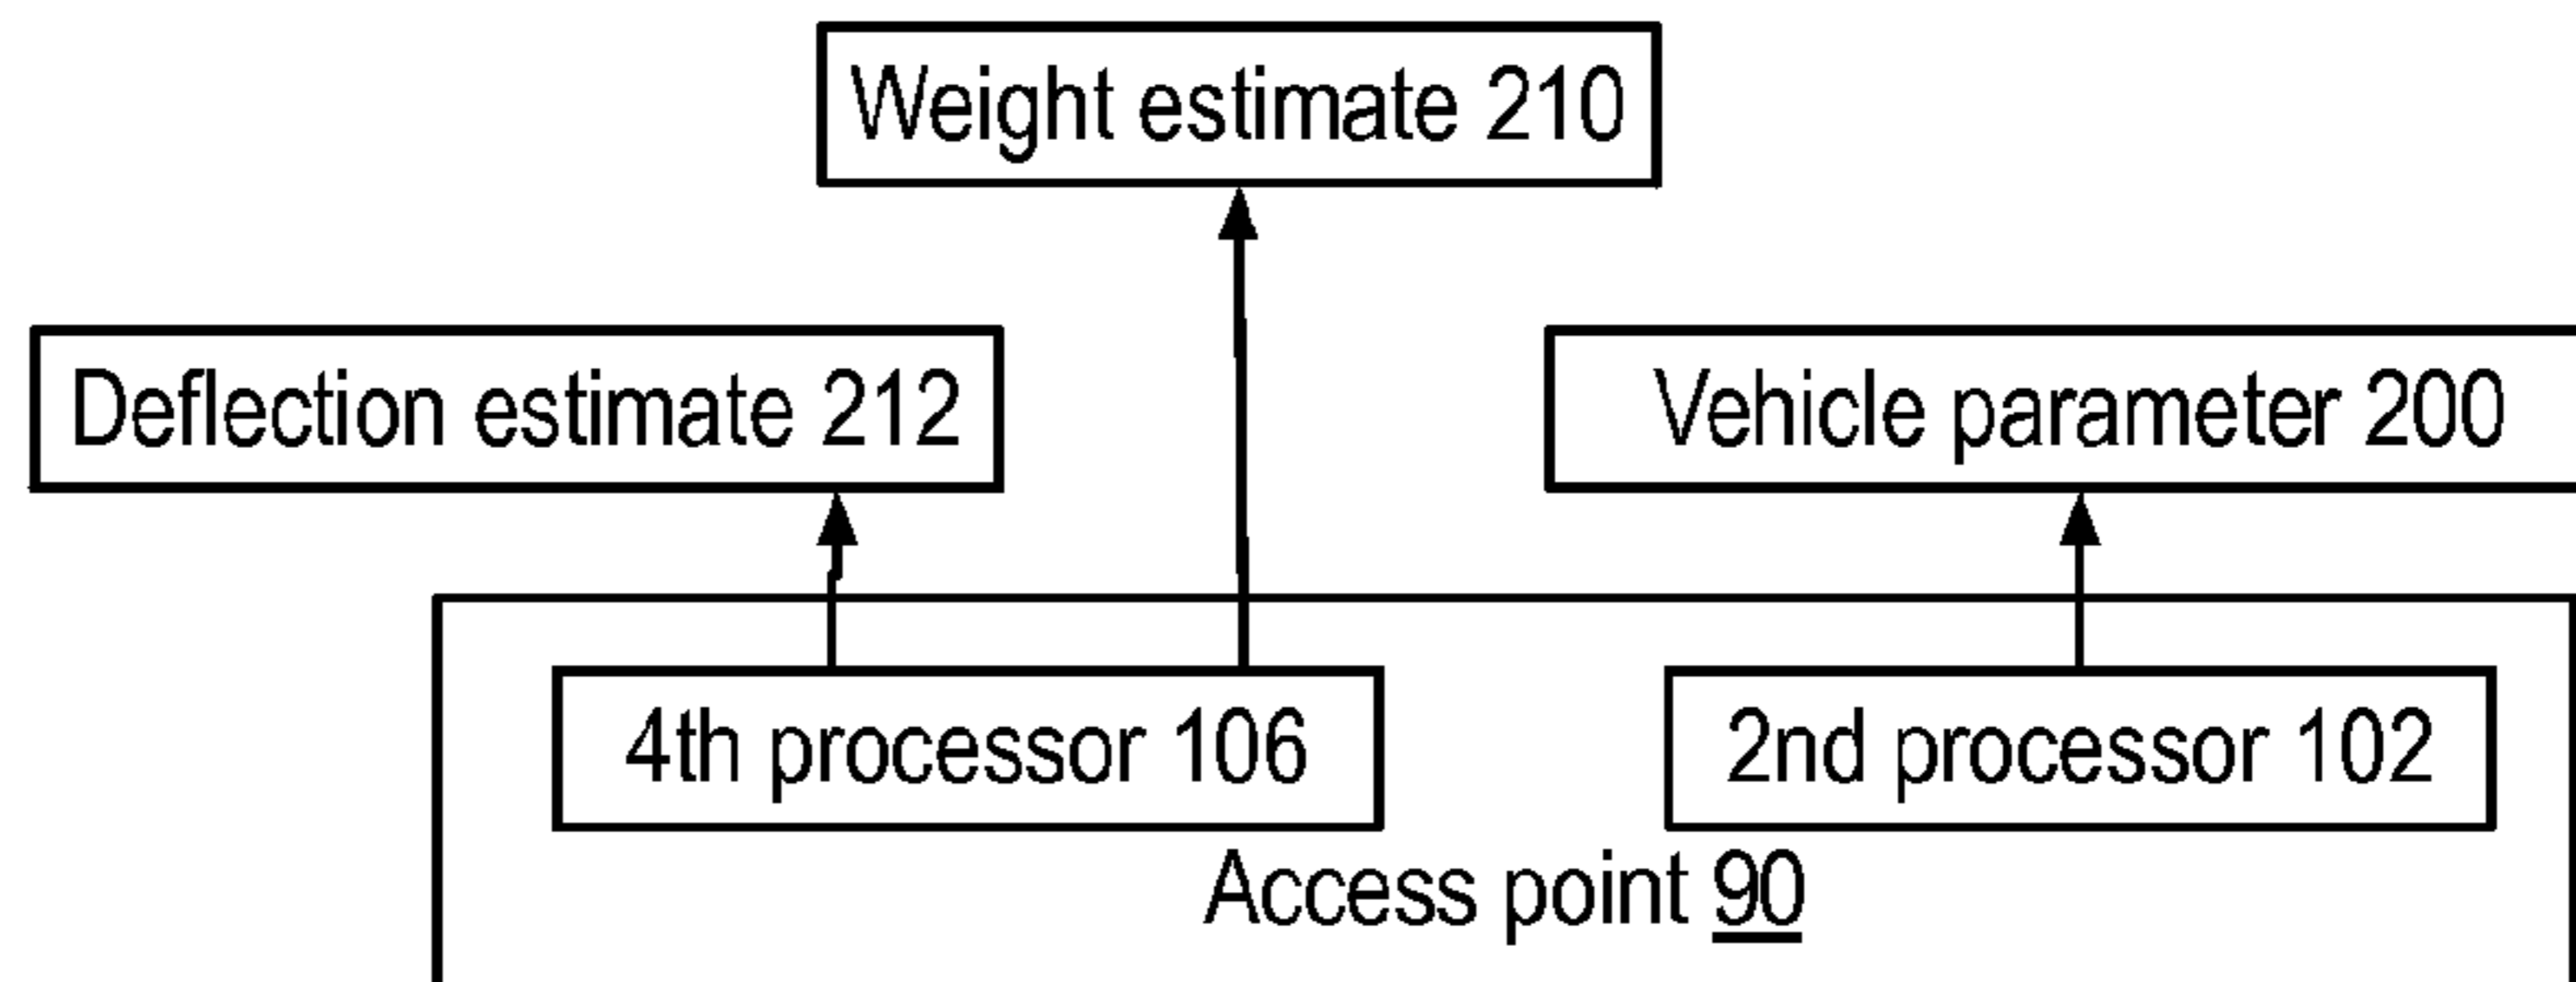 Weight estimate 210
Deflection estimate 212
Vehicle parameter 200
4th processor 106
2nd processor 102
Access point 90